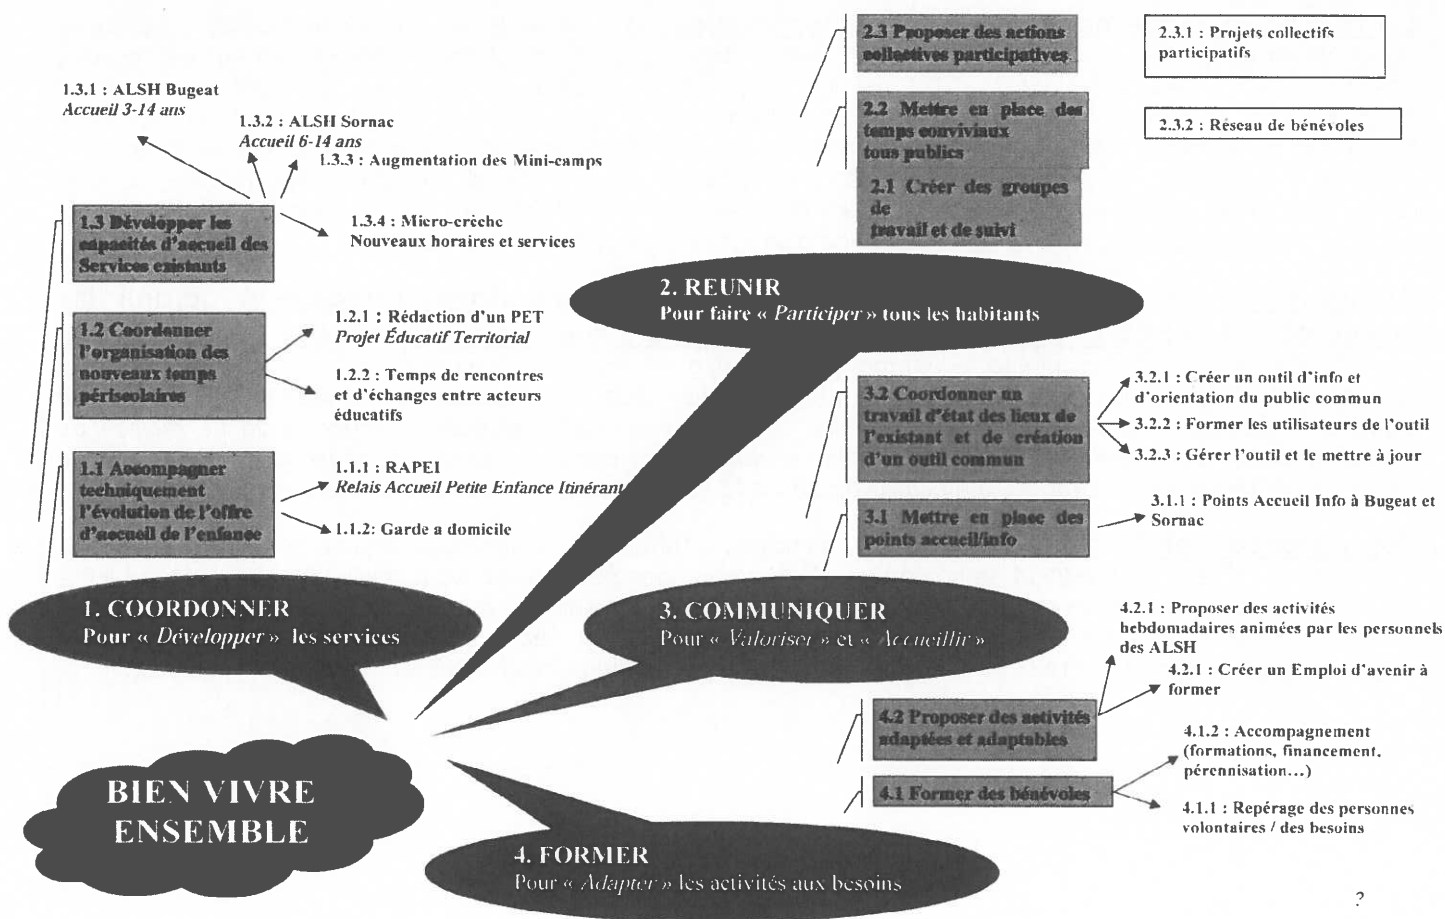 1.3.1 : ALSH Bugeat
Accueil 3-14 ans
1.3.2 : ALSH Sornac
Accueil 6-14 ans
1.3.3 : Augmentation des Mini-camps
1.3 Développer les
capacités d'accueil des
Services existants
1.3.4 : Micro-crèche
Nouveaux horaires et services
1.2 Coordonner
l'organisation des
nouveaux temps
périscolaires
1.2.1 : Rédaction d'un PET
Projet Éducatif Territorial
1.2.2 : Temps de rencontres
et d'échanges entre acteurs
éducatifs
1.1 Accompagner
techniquement
l'évolution de l'offre
d'accueil de l'enfance
1.1.1 : RAPEI
Relais Accueil Petite Enfance Itinérant
1.1.2: Garde a domicile
1. COORDONNER
Pour « Développer » les services
2.3 Proposer des actions
collectives participatives
2.3.1 : Projets collectifs
participatifs
2.2 Mettre en place des
temps conviviaux
tous publics
2.3.2 : Réseau de bénévoles
2.1 Créer des groupes
de
travail et de suivi
2. REUNIR
Pour faire « Participer » tous les habitants
3.2 Coordonner un
travail d'état des lieux de
l'existant et de création
d'un outil commun
3.2.1 : Créer un outil d'info et
d'orientation du public commun
3.2.2 : Former les utilisateurs de l'outil
3.2.3 : Gérer l'outil et le mettre à jour
3.1 Mettre en place des
points accueil/info
3.1.1 : Points Accueil Info à Bugeat et
Sornac
3. COMMUNIQUER
Pour « Valoriser » et « Accueillir »
4.2.1 : Proposer des activités
hebdomadaires animées par les personnels
des ALSH
4.2.1 : Créer un Emploi d'avenir à
former
4.2 Proposer des activités
adaptées et adaptables
4.1.2 : Accompagnement
(formations, financement,
pérennisation...)
4.1 Former des bénévoles
4.1.1 : Repérage des personnes
volontaires / des besoins
4. FORMER
Pour « Adapter » les activités aux besoins
BIEN VIVRE
ENSEMBLE
?